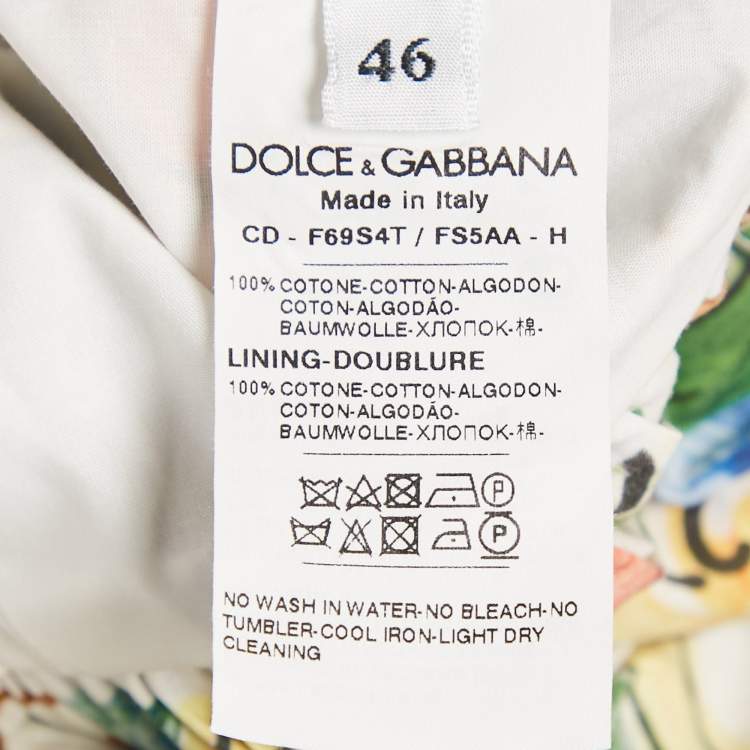 46
DOLCE & GABBANA
Made in Italy
CD - F69S4T / FS5AA - H
100% COTONE-COTTON-ALGODON-
COTON-ALGODÃO-
BAUMWOLLE-ХЛОПОК-棉-
LINING-DOUBLURE
100% COTONE-COTTON-ALGODON-
COTON-ALGODÃO-
BAUMWOLLE-ХЛОПОК-棉-
P
P
NO WASH IN WATER-NO BLEACH-NO
TUMBLER-COOL IRON-LIGHT DRY
CLEANING